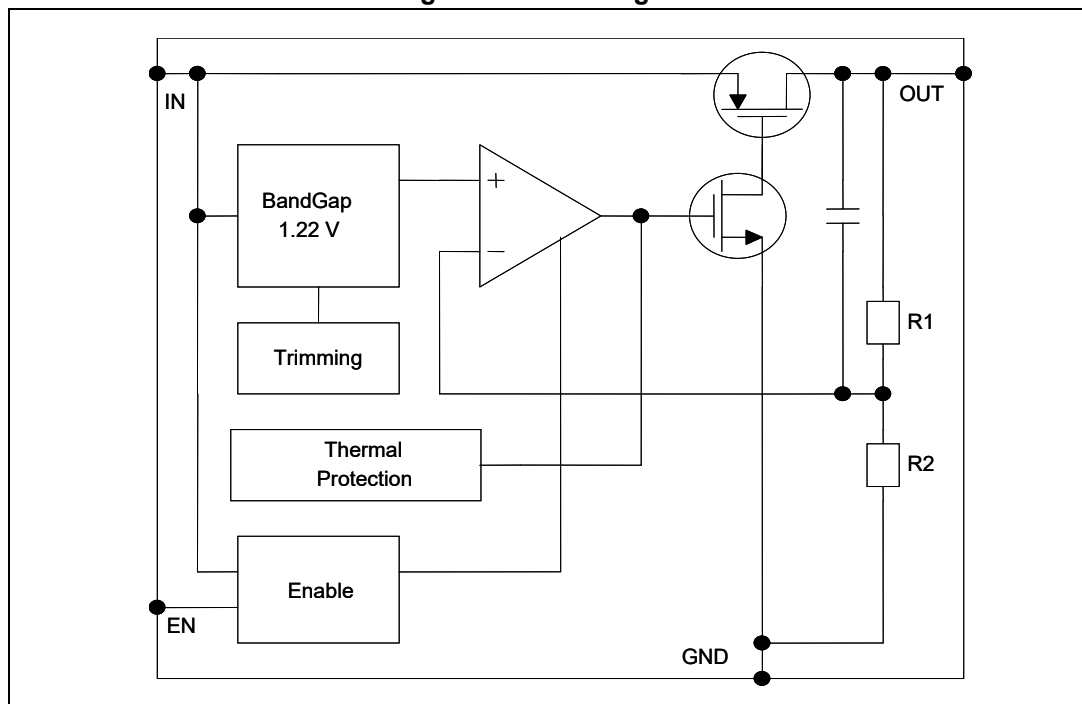 IN
OUT
BandGap
1.22 V
+
−
R1
Trimming
Thermal
Protection
R2
Enable
EN
GND